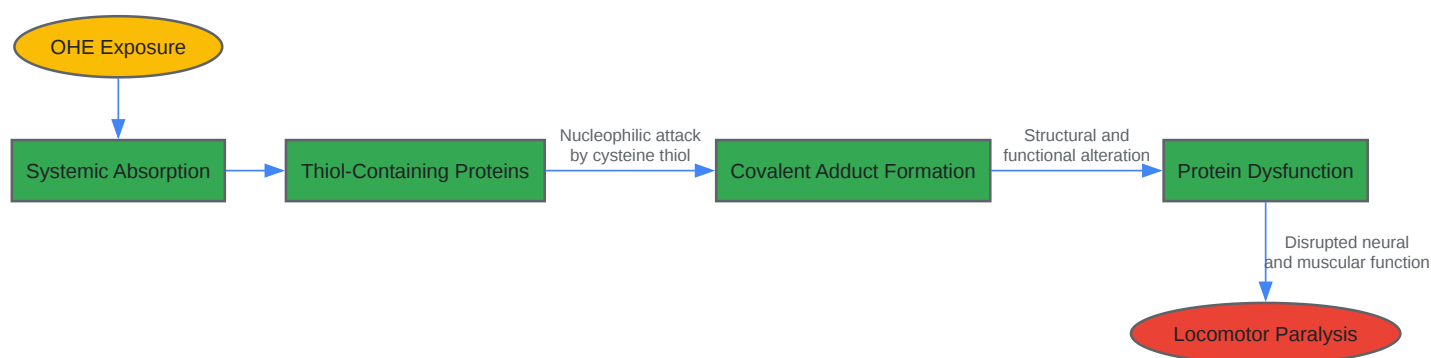 OHE Exposure
Systemic Absorption
Thiol-Containing Proteins
Nucleophilic attack
by cysteine thiol
Covalent Adduct Formation
Structural and
functional alteration
Protein Dysfunction
Disrupted neural
and muscular function
Locomotor Paralysis